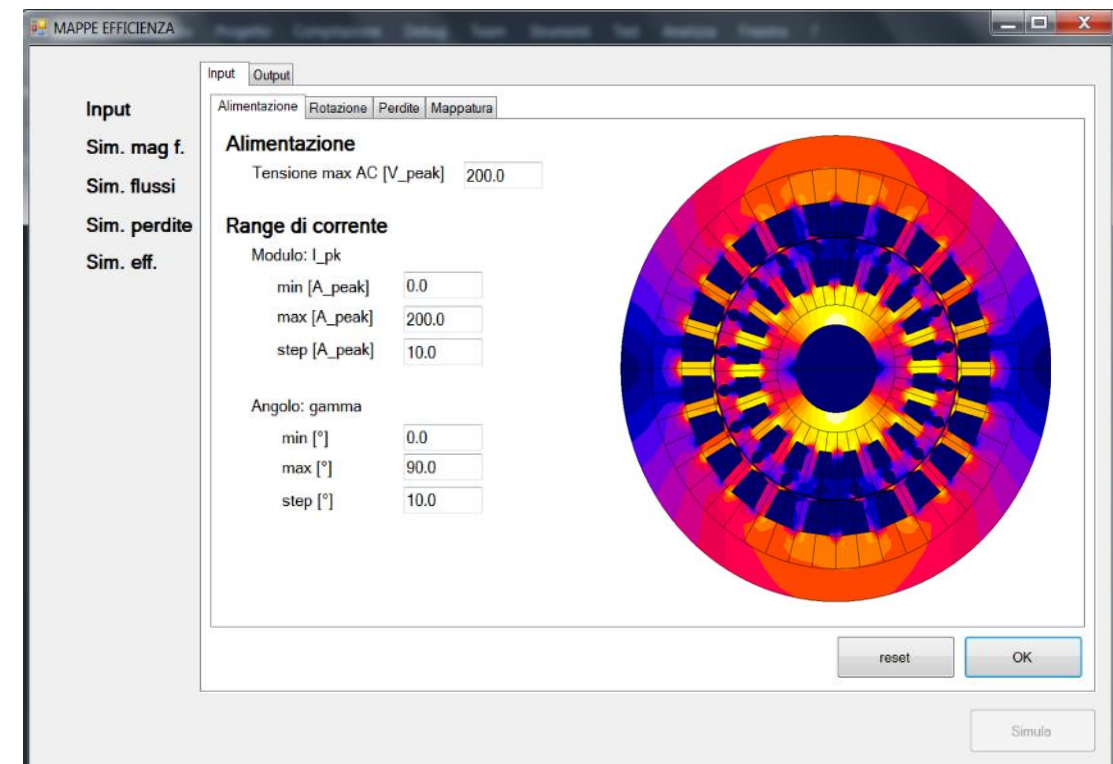 MAPPE EFFICIENZA
Input Output
Input
Sim. mag f.
Sim. flussi
Sim. perdite
Sim. eff.
Alimentazione Rotazione Perdite Mappatura
Alimentazione
Tensione max AC [V_peak] 200.0
Range di corrente
Modulo: I_pk
min [A_peak] 0.0
max [A_peak] 200.0
step [A_peak] 10.0
Angolo: gamma
min [°] 0.0
max [°] 90.0
step [°] 10.0
reset OK
Simula